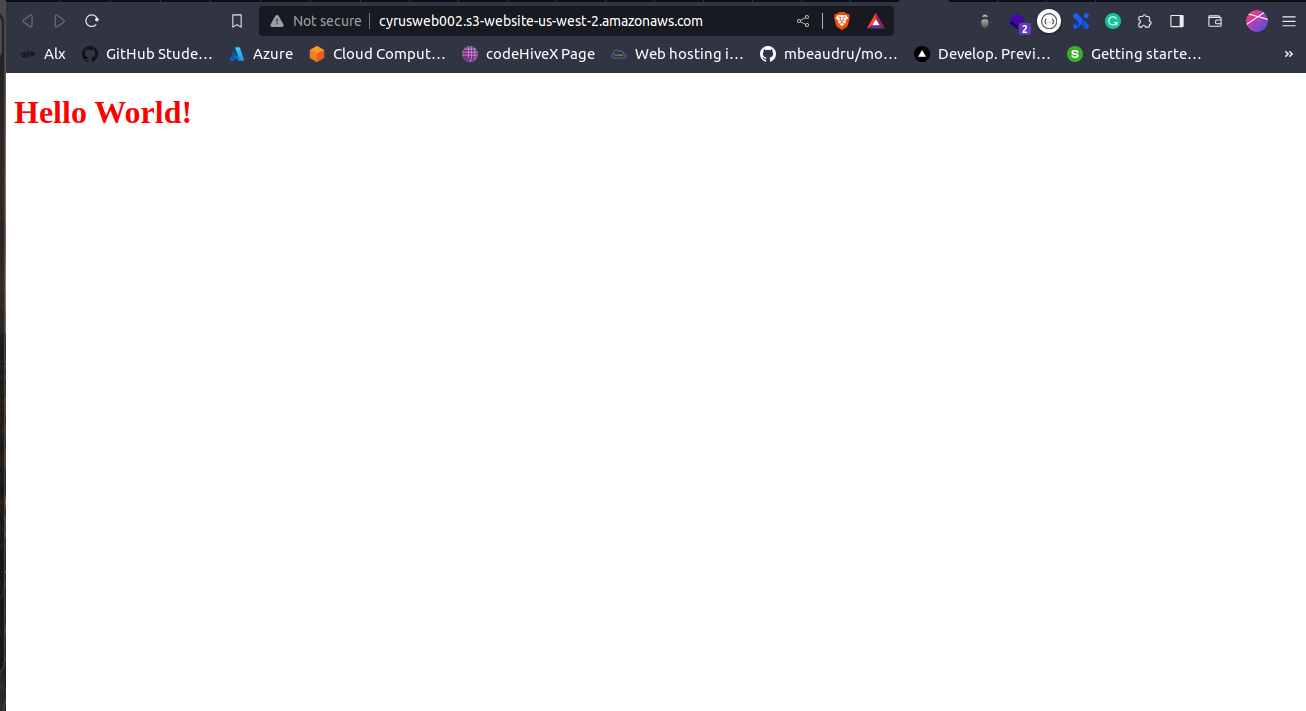 Not secure cyrusweb002.s3-website-us-west-2.amazonaws.com 2
alx Alx GitHub Stude... Azure Cloud Comput... codeHiveX Page Web hosting i... mbeaudru/mo... Develop. Previ... S Getting starte... »
Hello World!